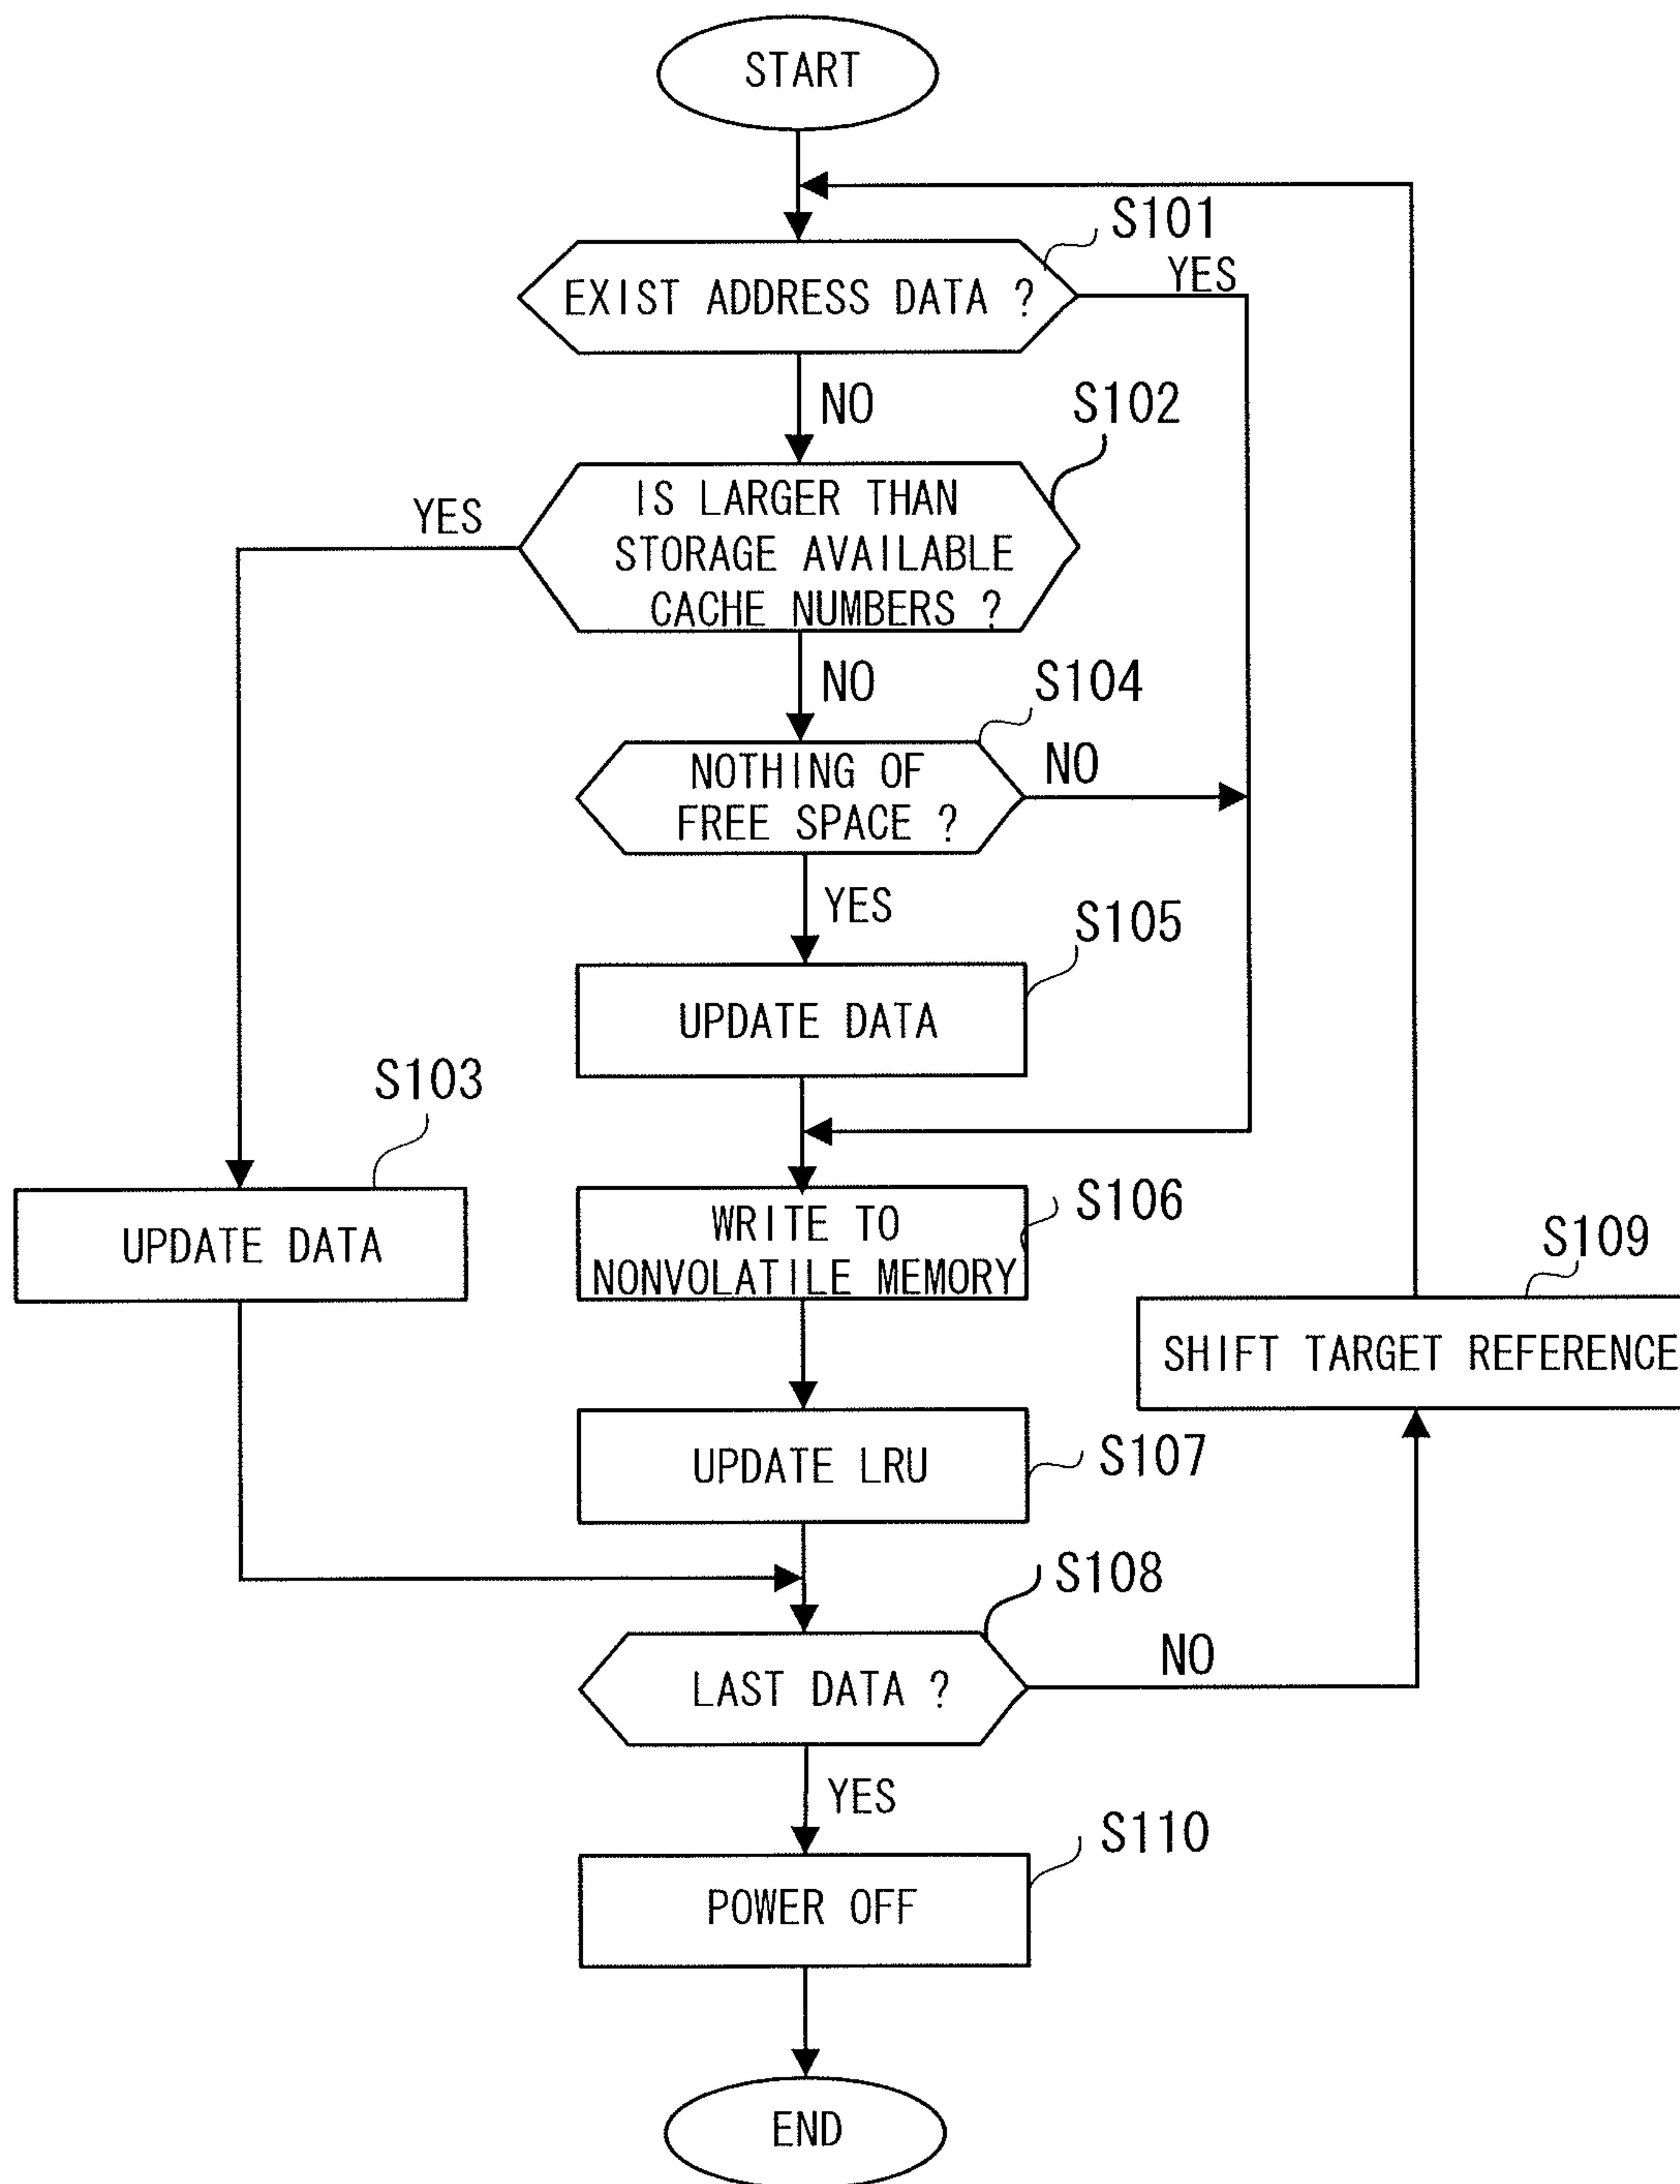 START
S101
YES
EXIST ADDRESS DATA ?
NO
S102
YES
IS LARGER THAN
STORAGE AVAILABLE
CACHE NUMBERS ?
NO
S104
NOTHING OF
FREE SPACE ?
NO
YES
S105
UPDATE DATA
S103
UPDATE DATA
S106
WRITE TO
NONVOLATILE MEMORY
S109
SHIFT TARGET REFERENCE
UPDATE LRU
S107
S108
LAST DATA ?
NO
YES
S110
POWER OFF
END